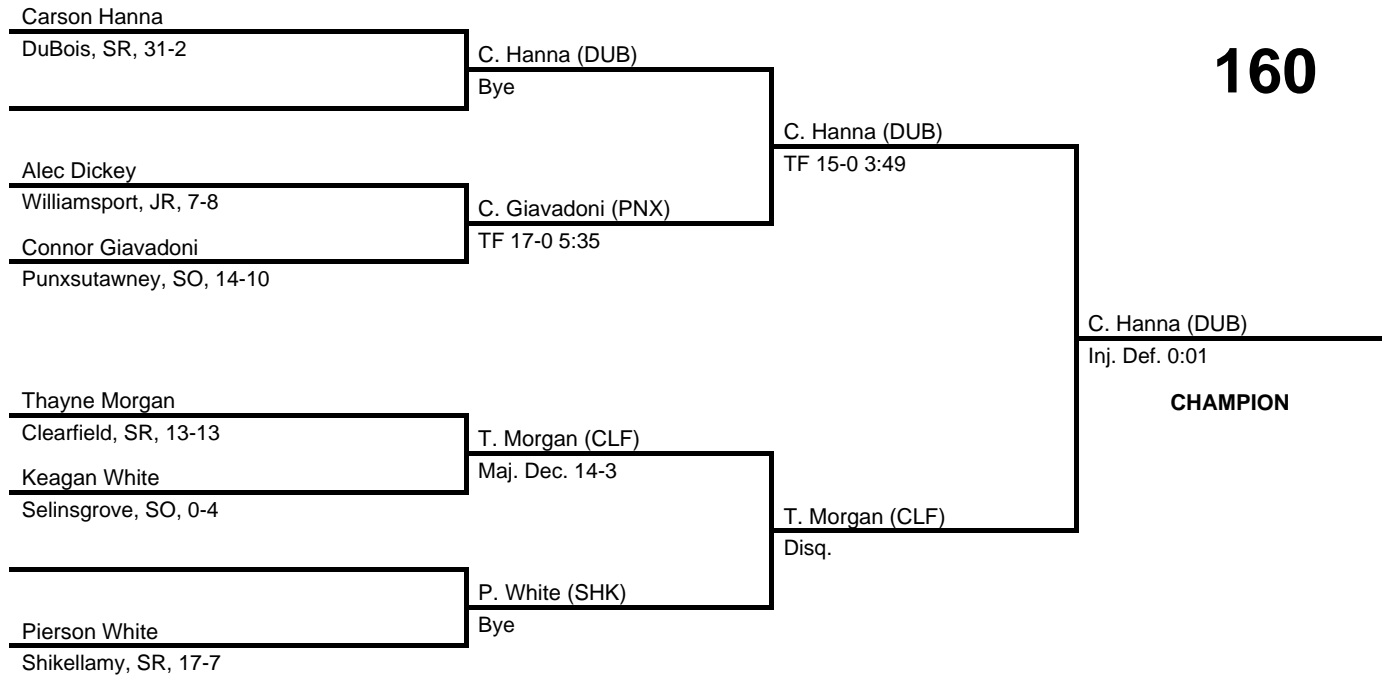 Carson Hanna
DuBois, SR, 31-2
C. Hanna (DUB)
Bye
160
C. Hanna (DUB)
TF 15-0 3:49
Alec Dickey
Williamsport, JR, 7-8
C. Giavadoni (PNX)
TF 17-0 5:35
Connor Giavadoni
Punxsutawney, SO, 14-10
C. Hanna (DUB)
Inj. Def. 0:01
CHAMPION
Thayne Morgan
Clearfield, SR, 13-13
T. Morgan (CLF)
Maj. Dec. 14-3
Keagan White
Selinsgrove, SO, 0-4
T. Morgan (CLF)
Disq.
P. White (SHK)
Bye
Pierson White
Shikellamy, SR, 17-7